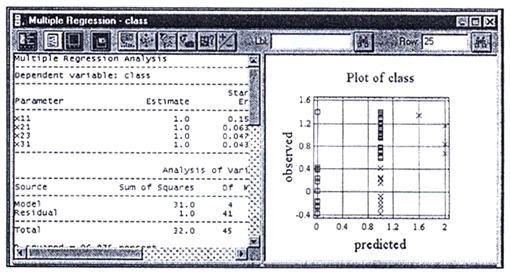 Multiple Regression - class
Lbl:
Row: 25
Multiple Regression Analysis
Dependent variable: class
Star
Parameter Estimate Er
x11 1.0 0.15
x21 1.0 0.063
x23 1.0 0.047
x31 1.0 0.043
Analysis of Vari
Source Sum of Squares Df
Model 31.0 4
Residual 1.0 41
Total 32.0 45
Plot of class
observed
1.6
1.2
0.8
0.4
0
-0.4
0 0.4 0.8 1.2 1.6 2
predicted